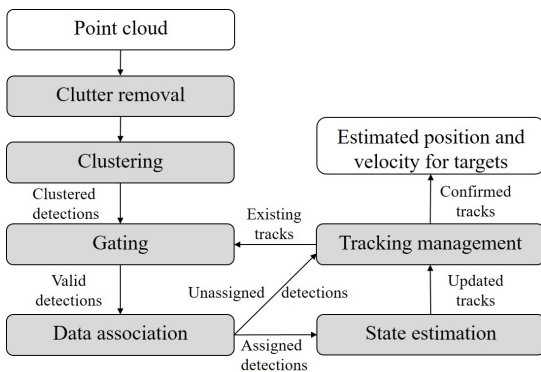 Point cloud
Clutter removal
Clustering
Clustered
detections
Gating
Valid
detections
Data association
Existing
tracks
Unassigned detections
Assigned
detections
Estimated position and
velocity for targets
Confirmed
tracks
Tracking management
Updated
tracks
State estimation